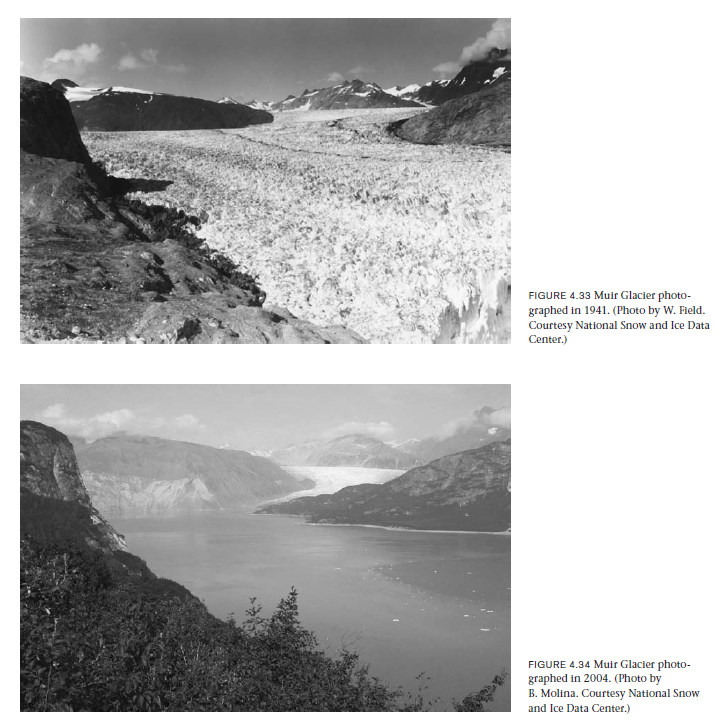 FIGURE 4.33 Muir Glacier photo-
graphed in 1941. (Photo by W. Field.
Courtesy National Snow and Ice Data
Center.)
FIGURE 4.34 Muir Glacier photo-
graphed in 2004. (Photo by
B. Molina. Courtesy National Snow
and Ice Data Center.)